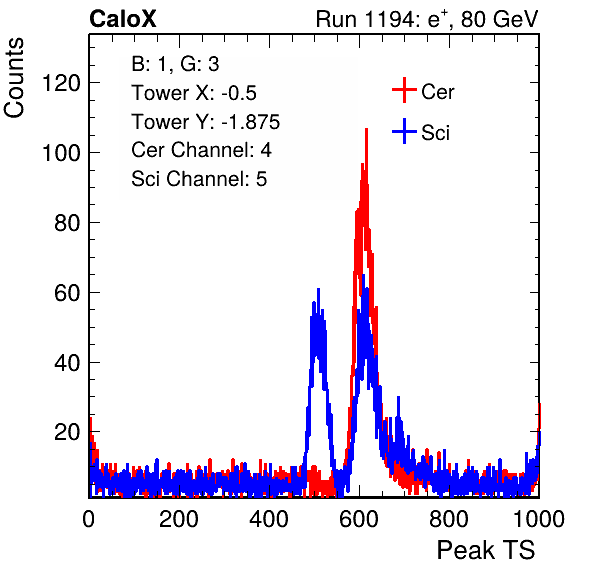 CaloX
Run 1194: e+, 80 GeV
Counts
B: 1, G: 3
Tower X: -0.5
Tower Y: -1.875
Cer Channel: 4
Sci Channel: 5
Cer
Sci
120
100
80
60
40
20
0 200 400 600 800 1000
Peak TS